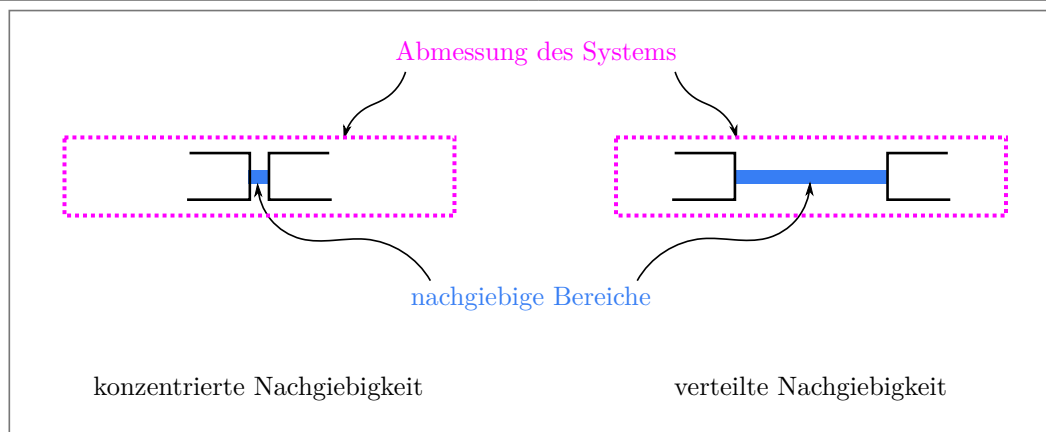 Abmessung des Systems
nachgiebige Bereiche
konzentrierte Nachgiebigkeit
verteilte Nachgiebigkeit